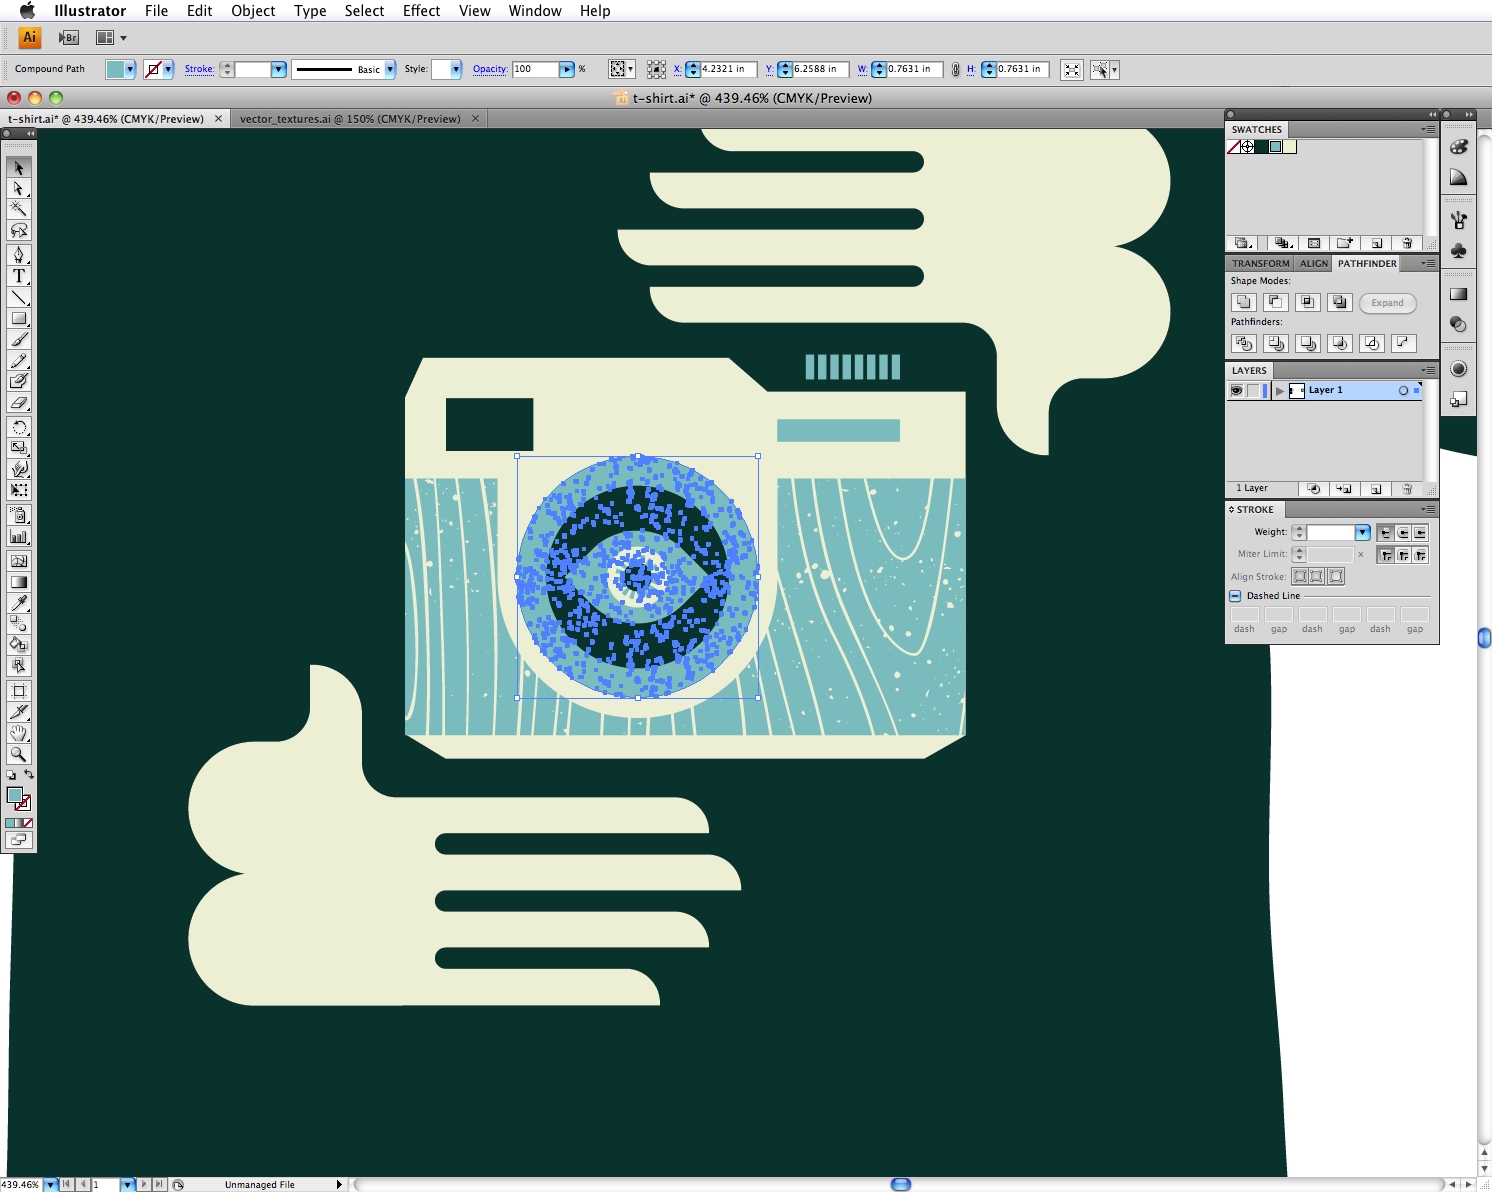 Illustrator File Edit Object Type Select Effect View Window Help
Ai Br
Compound Path Stroke: Basic Style: Opacity: 100 % X: 4.2321 in Y: 6.2588 in W: 0.7631 in H: 0.7631 in
t-shirt.ai* @ 439.46% (CMYK/Preview)
t-shirt.ai* @ 439.46% (CMYK/Preview) vector_textures.ai @ 150% (CMYK/Preview)
SWATCHES
TRANSFORM ALIGN PATHFINDER
Shape Modes:
Expand
Pathfinders:
LAYERS
Layer 1
1 Layer
STROKE
Weight:
Miter Limit: x
Align Stroke:
Dashed Line
dash gap dash gap dash gap
439.46% 1 Unmanaged File